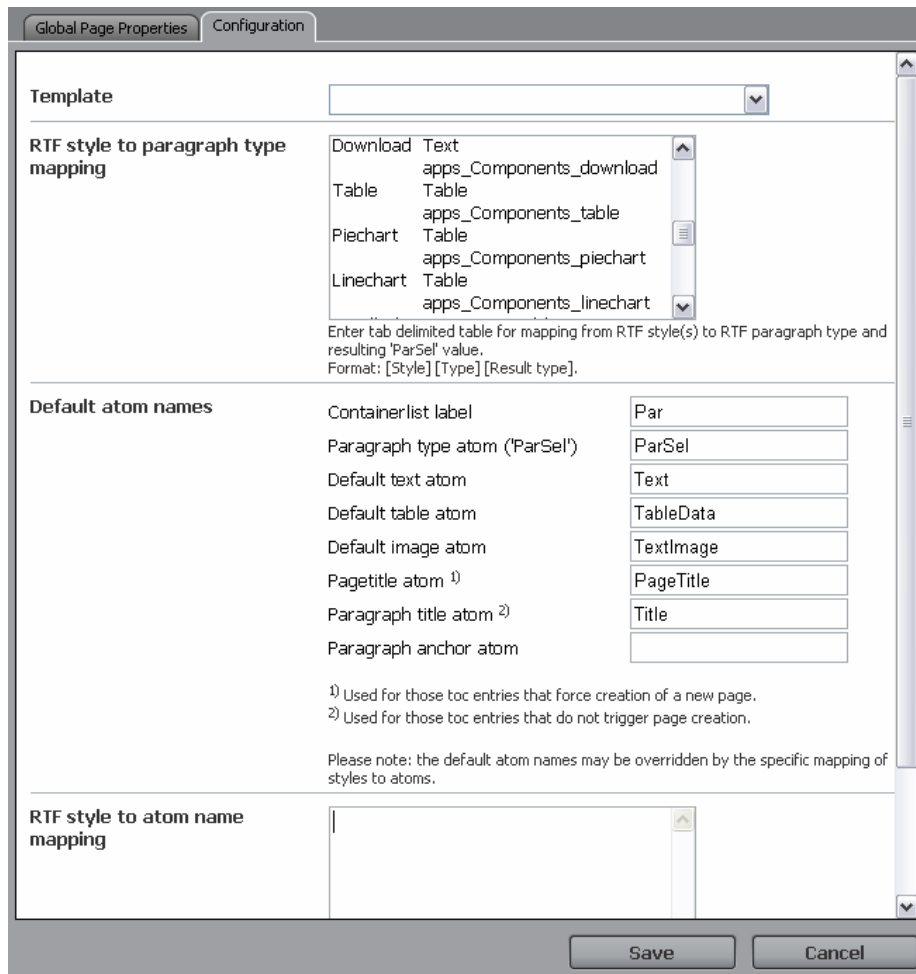 Global Page Properties
Configuration
Template
RTF style to paragraph type
mapping
Download Text
apps_Components_download
Table Table
apps_Components_table
Piechart Table
apps_Components_piechart
Linechart Table
apps_Components_linechart
Enter tab delimited table for mapping from RTF style(s) to RTF paragraph type and
resulting 'ParSel' value.
Format: [Style] [Type] [Result type].
Default atom names
Containerlist label Par
Paragraph type atom ('ParSel') ParSel
Default text atom Text
Default table atom TableData
Default image atom TextImage
Pagetitle atom 1) PageTitle
Paragraph title atom 2) Title
Paragraph anchor atom
1) Used for those toc entries that force creation of a new page.
2) Used for those toc entries that do not trigger page creation.
Please note: the default atom names may be overridden by the specific mapping of
styles to atoms.
RTF style to atom name
mapping
Save Cancel